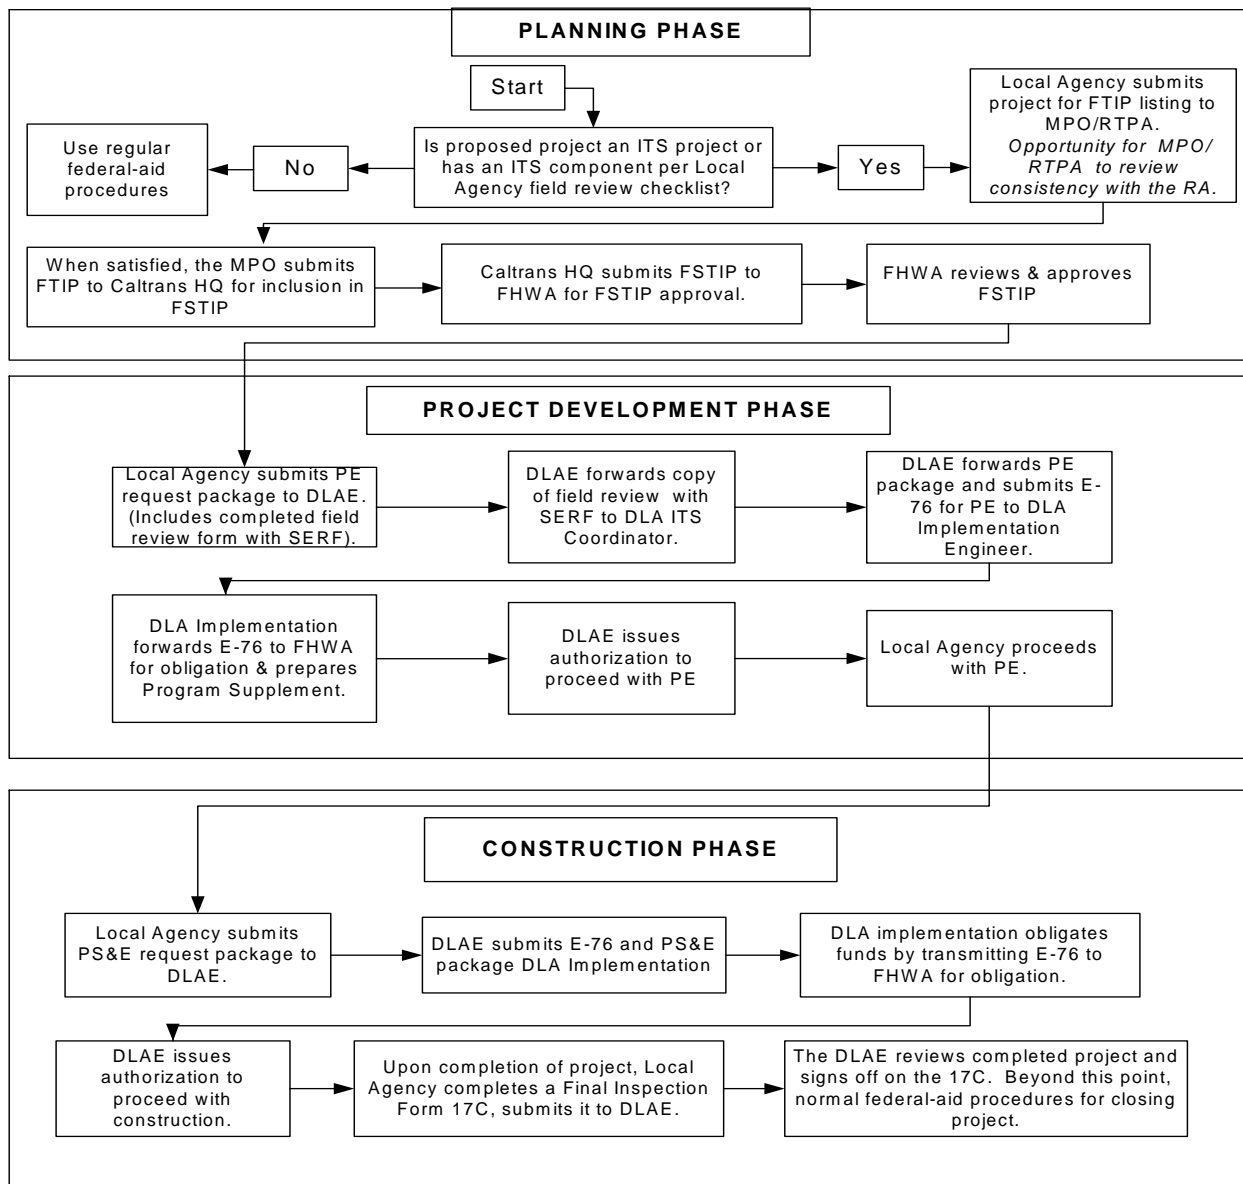 PLANNING PHASE
Start
Local Agency submits
project for FTIP listing to
MPO/RTPA.
Opportunity for MPO/
RTPA to review
consistency with the RA.
Use regular
federal-aid
procedures
No
Is proposed project an ITS project or
has an ITS component per Local
Agency field review checklist?
Yes
When satisfied, the MPO submits
FTIP to Caltrans HQ for inclusion in
FSTIP
Caltrans HQ submits FSTIP to
FHWA for FSTIP approval.
FHWA reviews & approves
FSTIP
PROJECT DEVELOPMENT PHASE
Local Agency submits PE
request package to DLAE.
(Includes completed field
review form with SERF).
DLAE forwards copy
of field review with
SERF to DLA ITS
Coordinator.
DLAE forwards PE
package and submits E-
76 for PE to DLA
Implementation
Engineer.
DLA Implementation
forwards E-76 to FHWA
for obligation & prepares
Program Supplement.
DLAE issues
authorization to
proceed with PE
Local Agency proceeds
with PE.
CONSTRUCTION PHASE
Local Agency submits
PS&E request package to
DLAE.
DLAE submits E-76 and PS&E
package DLA Implementation
DLA implementation obligates
funds by transmitting E-76 to
FHWA for obligation.
DLAE issues
authorization to
proceed with
construction.
Upon completion of project, Local
Agency completes a Final Inspection
Form 17C, submits it to DLAE.
The DLAE reviews completed project and
signs off on the 17C. Beyond this point,
normal federal-aid procedures for closing
project.